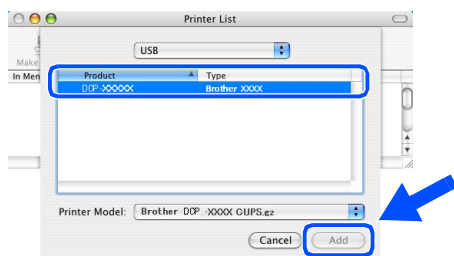 Printer List
USB
Make
In Men
Product Type
DCP-XXXXX Brother XXXX
Printer Model: Brother DCP -XXXX CUPS.gz
Cancel Add